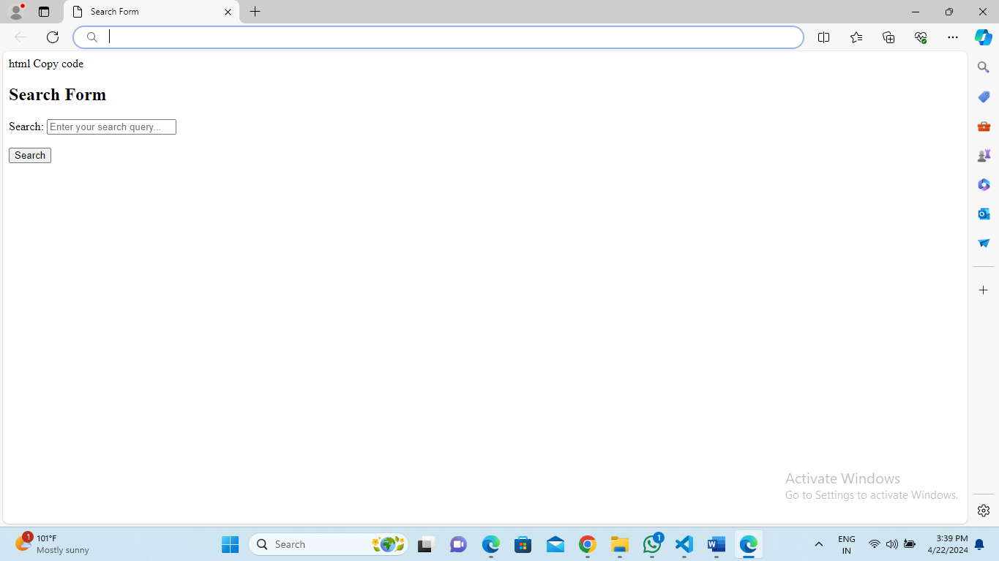 Search Form
html Copy code
Search Form
Search: Enter your search query...
Search
Activate Windows
Go to Settings to activate Windows.
1
101°F
Mostly sunny
Search
1
ENG
IN
3:39 PM
4/22/2024